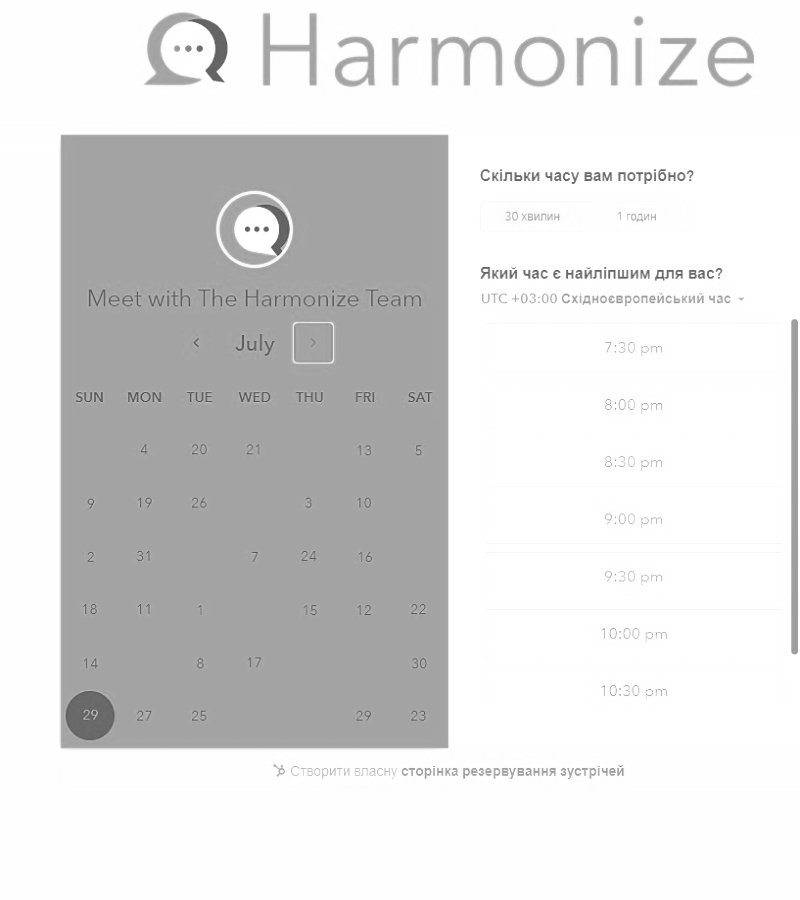 Harmonize
Meet with The Harmonize Team
July
SUN MON TUE WED THU FRI SAT
4 20 21 13 5
9 19 26 3 10
2 31 7 24 16
18 11 1 15 12 22
14 8 17 30
29 27 25 29 23
Скільки часу вам потрібно?
30 хвилин 1 годин
Який час є найліпшим для вас?
UTC +03:00 Східноєвропейський час
7:30 pm
8:00 pm
8:30 pm
9:00 pm
9:30 pm
10:00 pm
10:30 pm
Створити власну сторінка резервування зустрічей